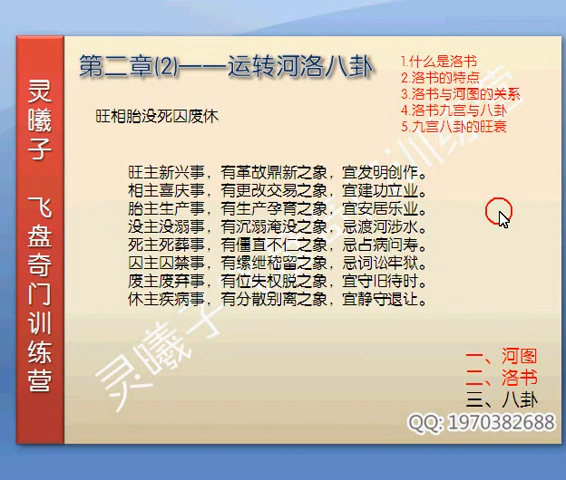 灵曦子 飞盘奇门训练营
第二章(2)——运转河洛八卦
1.什么是洛书
2.洛书的特点
3.洛书与河图的关系
4.洛书九宫与八卦
5.九宫八卦的旺衰
旺相胎没死囚废休
旺主新兴事，有革故鼎新之象，宜发明创作。
相主喜庆事，有更改交易之象，宜建功立业。
胎主生产事，有生产孕育之象，宜安居乐业。
没主没溺事，有沉溺淹没之象，忌渡河涉水。
死主死葬事，有僵直不仁之象，忌占病问寿。
囚主囚禁事，有缧绁嵇留之象，忌词讼牢狱。
废主废弃事，有位失权脱之象，宜守旧待时。
休主疾病事，有分散别离之象，宜静守退让。
一、河图
二、洛书
三、八卦
QQ: 1970382688